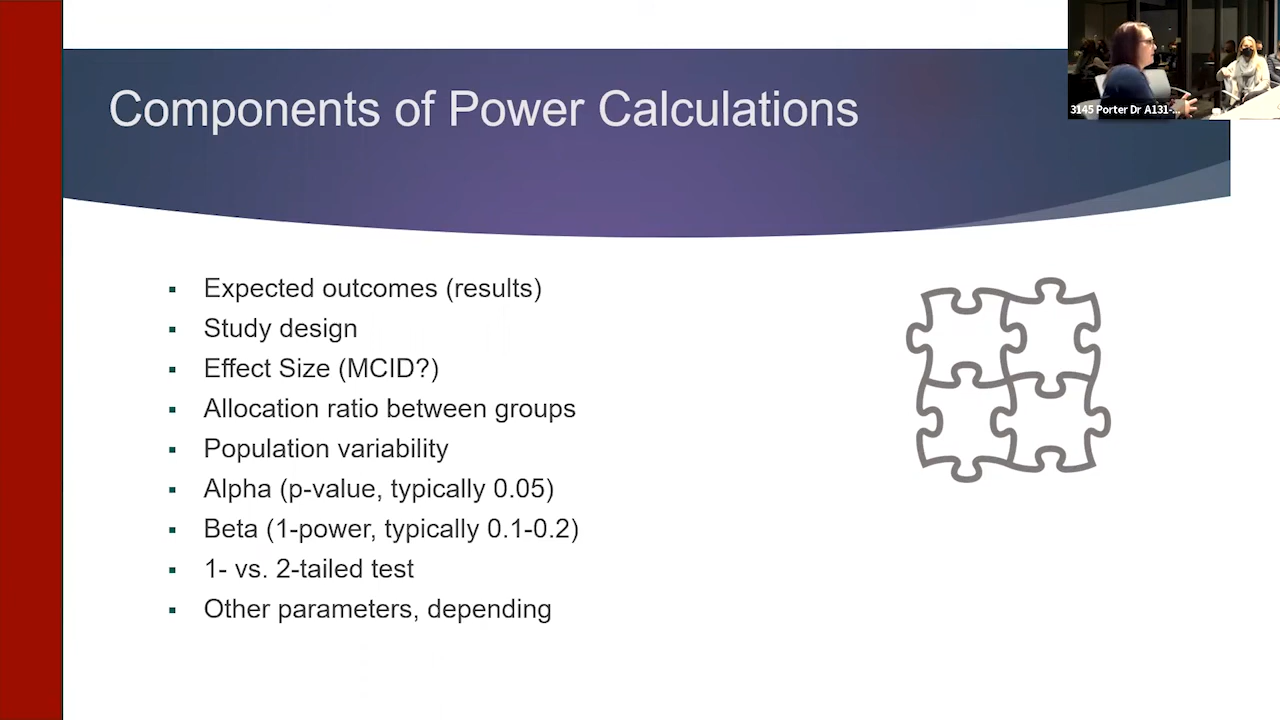 Components of Power Calculations
3145 Porter Dr A131-...
Expected outcomes (results)
Study design
Effect Size (MCID?)
Allocation ratio between groups
Population variability
Alpha (p-value, typically 0.05)
Beta (1-power, typically 0.1-0.2)
1- vs. 2-tailed test
Other parameters, depending